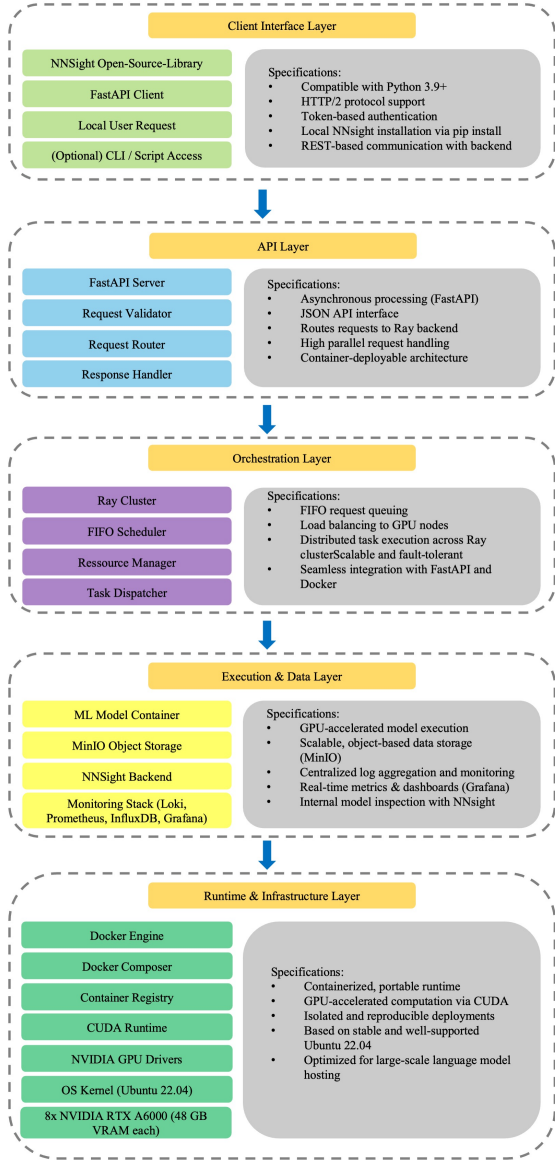 Client Interface Layer
NNSight Open-Source-Library
FastAPI Client
Local User Request
(Optional) CLI / Script Access
Specifications:
• Compatible with Python 3.9+
• HTTP/2 protocol support
• Token-based authentication
• Local NNsight installation via pip install
• REST-based communication with backend
API Layer
FastAPI Server
Request Validator
Request Router
Response Handler
Specifications:
• Asynchronous processing (FastAPI)
• JSON API interface
• Routes requests to Ray backend
• High parallel request handling
• Container-deployable architecture
Orchestration Layer
Ray Cluster
FIFO Scheduler
Ressource Manager
Task Dispatcher
Specifications:
• FIFO request queuing
• Load balancing to GPU nodes
• Distributed task execution across Ray
clusterScalable and fault-tolerant
• Seamless integration with FastAPI and
Docker
Execution & Data Layer
ML Model Container
MinIO Object Storage
NNSight Backend
Monitoring Stack (Loki,
Prometheus, InfluxDB, Grafana)
Specifications:
• GPU-accelerated model execution
• Scalable, object-based data storage
(MinIO)
• Centralized log aggregation and monitoring
• Real-time metrics & dashboards (Grafana)
• Internal model inspection with NNsight
Runtime & Infrastructure Layer
Docker Engine
Docker Composer
Container Registry
CUDA Runtime
NVIDIA GPU Drivers
OS Kernel (Ubuntu 22.04)
8x NVIDIA RTX A6000 (48 GB
VRAM each)
Specifications:
• Containerized, portable runtime
• GPU-accelerated computation via CUDA
• Isolated and reproducible deployments
• Based on stable and well-supported
Ubuntu 22.04
• Optimized for large-scale language model
hosting